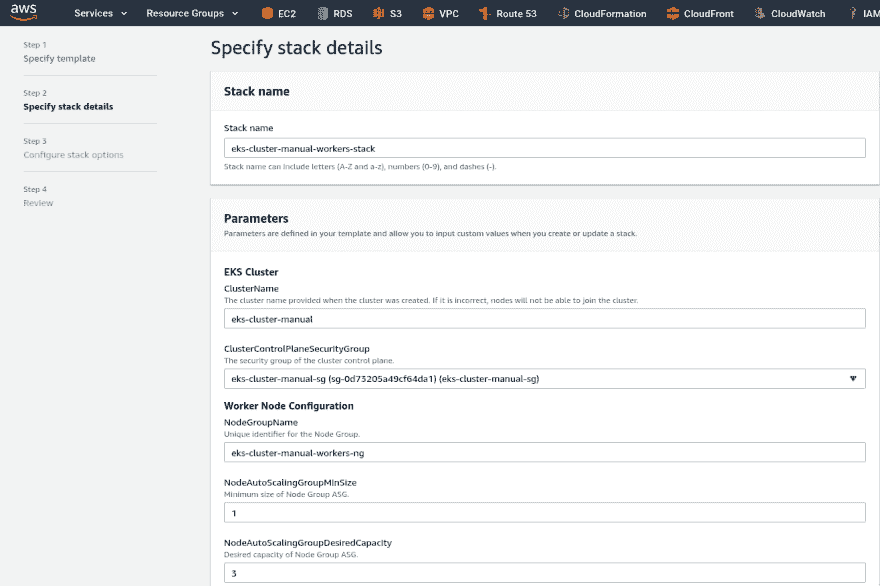 aws Services Resource Groups EC2 RDS S3 VPC Route 53 CloudFormation CloudFront CloudWatch IAM
Step 1
Specify template
Step 2
Specify stack details
Step 3
Configure stack options
Step 4
Review
Specify stack details
Stack name
Stack name
eks-cluster-manual-workers-stack
Stack name can include letters (A-Z and a-z), numbers (0-9), and dashes (-).
Parameters
Parameters are defined in your template and allow you to input custom values when you create or update a stack.
EKS Cluster
ClusterName
The cluster name provided when the cluster was created. If it is incorrect, nodes will not be able to join the cluster.
eks-cluster-manual
ClusterControlPlaneSecurityGroup
The security group of the cluster control plane.
eks-cluster-manual-sg (sg-0d73205a49cf64da1) (eks-cluster-manual-sg)
Worker Node Configuration
NodeGroupName
Unique identifier for the Node Group.
eks-cluster-manual-workers-ng
NodeAutoScalingGroupMinSize
Minimum size of Node Group ASG.
1
NodeAutoScalingGroupDesiredCapacity
Desired capacity of Node Group ASG.
3